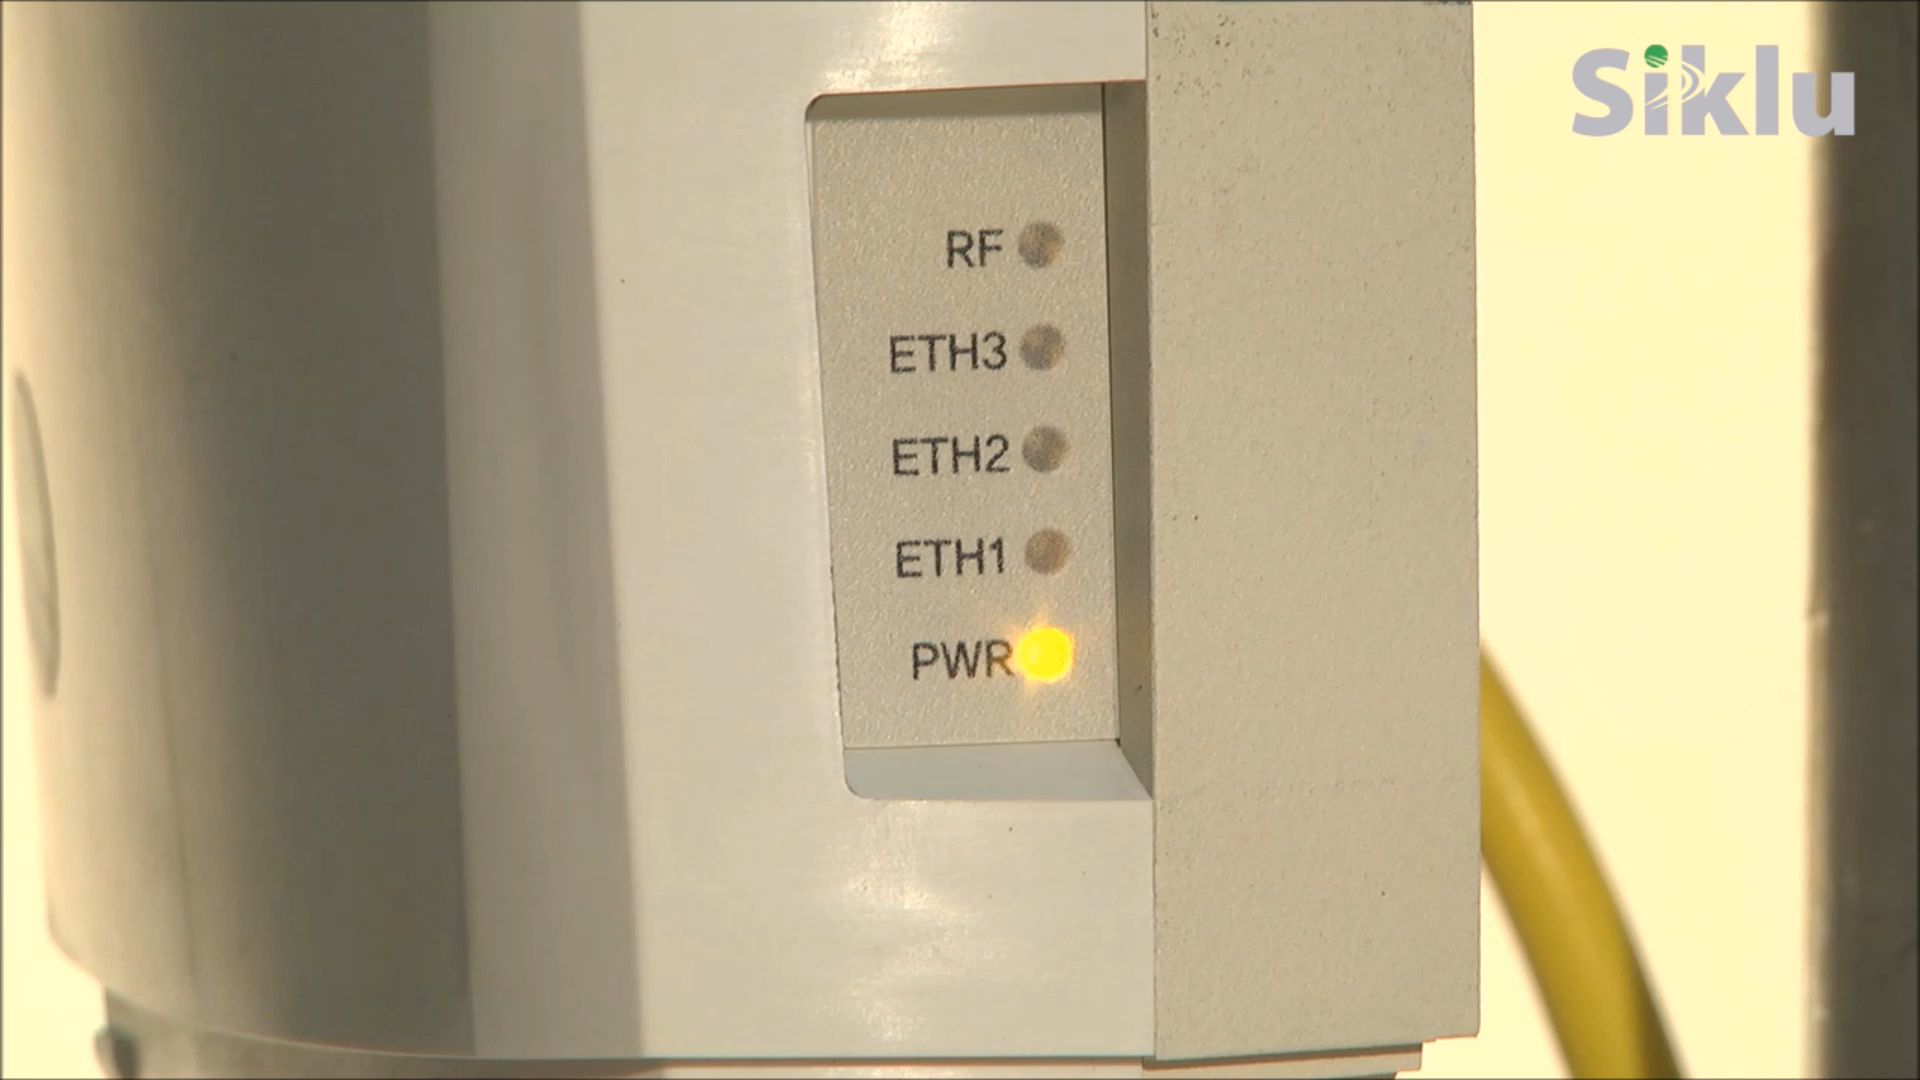 Siklu
RF
ETH3
ETH2
ETH1
PWR